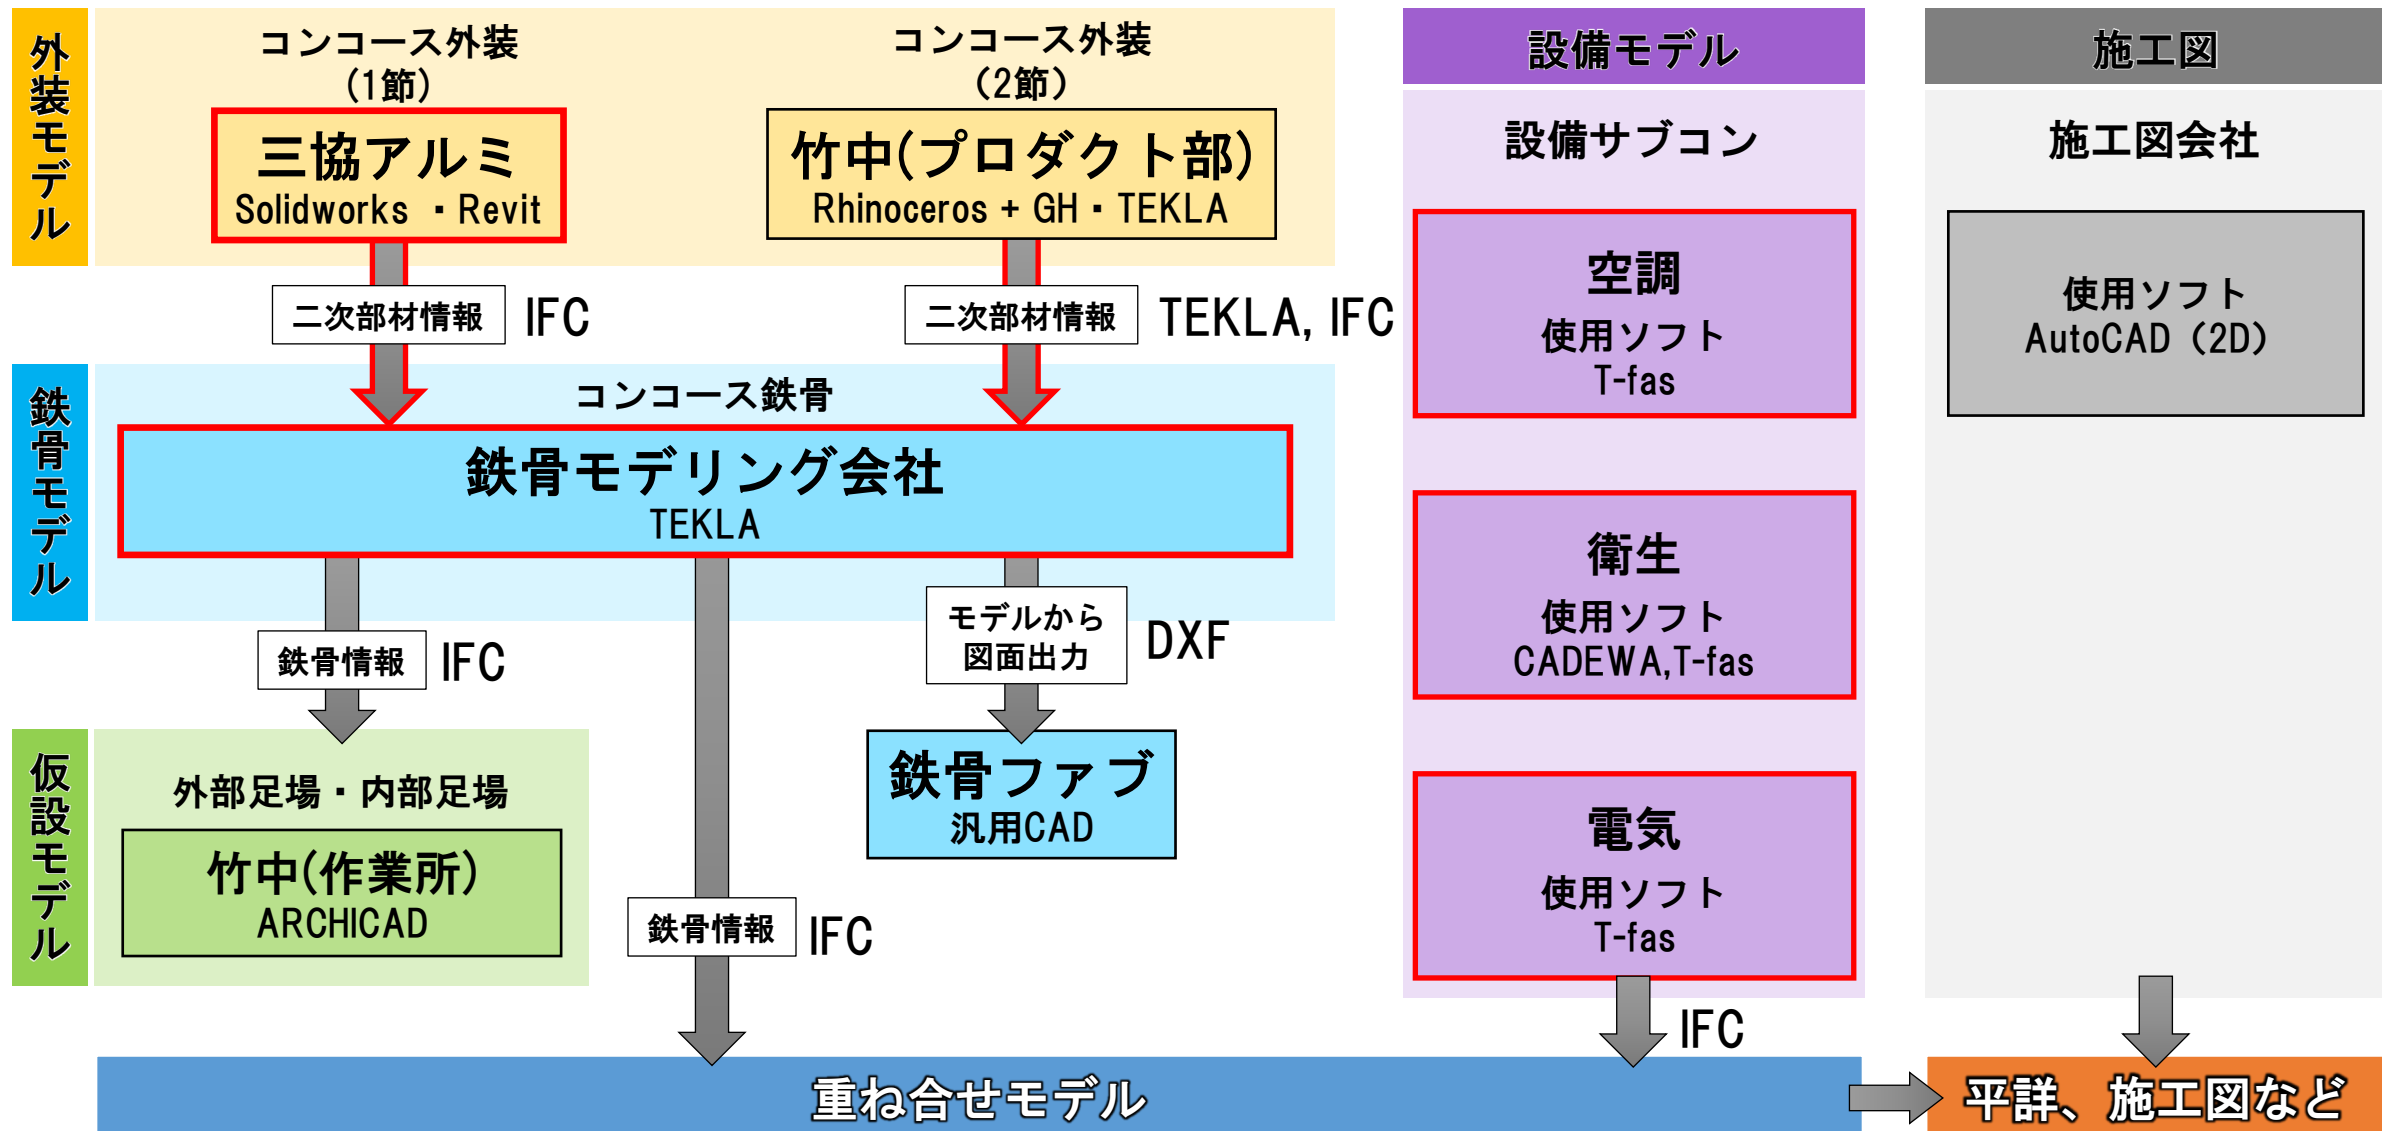 外装モデル
コンコース外装
(1節)
三協アルミ
Solidworks ・Revit
コンコース外装
(2節)
竹中(プロダクト部)
Rhinoceros + GH・TEKLA
二次部材情報
IFC
二次部材情報
TEKLA, IFC
鉄骨モデル
コンコース鉄骨
鉄骨モデリング会社
TEKLA
鉄骨情報
IFC
モデルから
図面出力
DXF
仮設モデル
外部足場・内部足場
竹中(作業所)
ARCHICAD
鉄骨ファブ
汎用CAD
鉄骨情報
IFC
設備モデル
設備サブコン
空調
使用ソフト
T-fas
衛生
使用ソフト
CADEWA,T-fas
電気
使用ソフト
T-fas
IFC
施工図
施工図会社
使用ソフト
AutoCAD（2D）
重ね合せモデル
平詳、施工図など